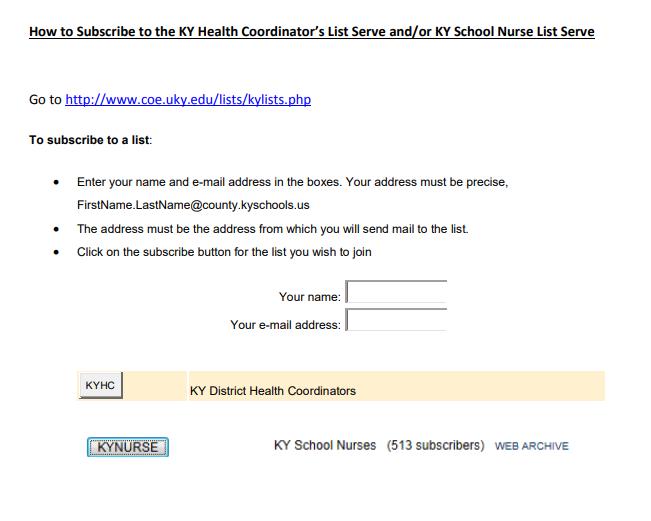 How to Subscribe to the KY Health Coordinator’s List Serve and/or KY School Nurse List Serve
Go to http://www.coe.uky.edu/lists/kylists.php
To subscribe to a list:
• Enter your name and e-mail address in the boxes. Your address must be precise,
FirstName.LastName@county.kyschools.us
• The address must be the address from which you will send mail to the list.
• Click on the subscribe button for the list you wish to join
Your name:
Your e-mail address:
KYHC KY District Health Coordinators
KYNURSE KY School Nurses (513 subscribers) WEB ARCHIVE